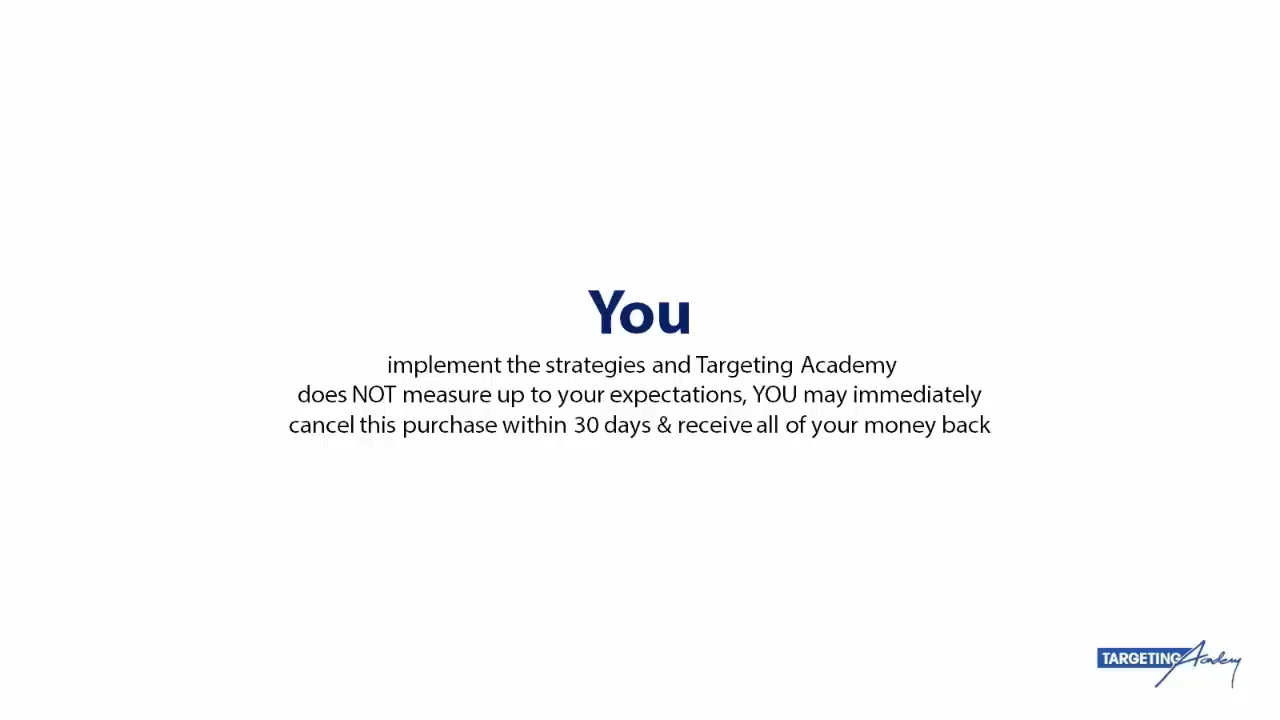 You
implement the strategies and Targeting Academy
does NOT measure up to your expectations, YOU may immediately
cancel this purchase within 30 days & receive all of your money back
TARGETING Academy